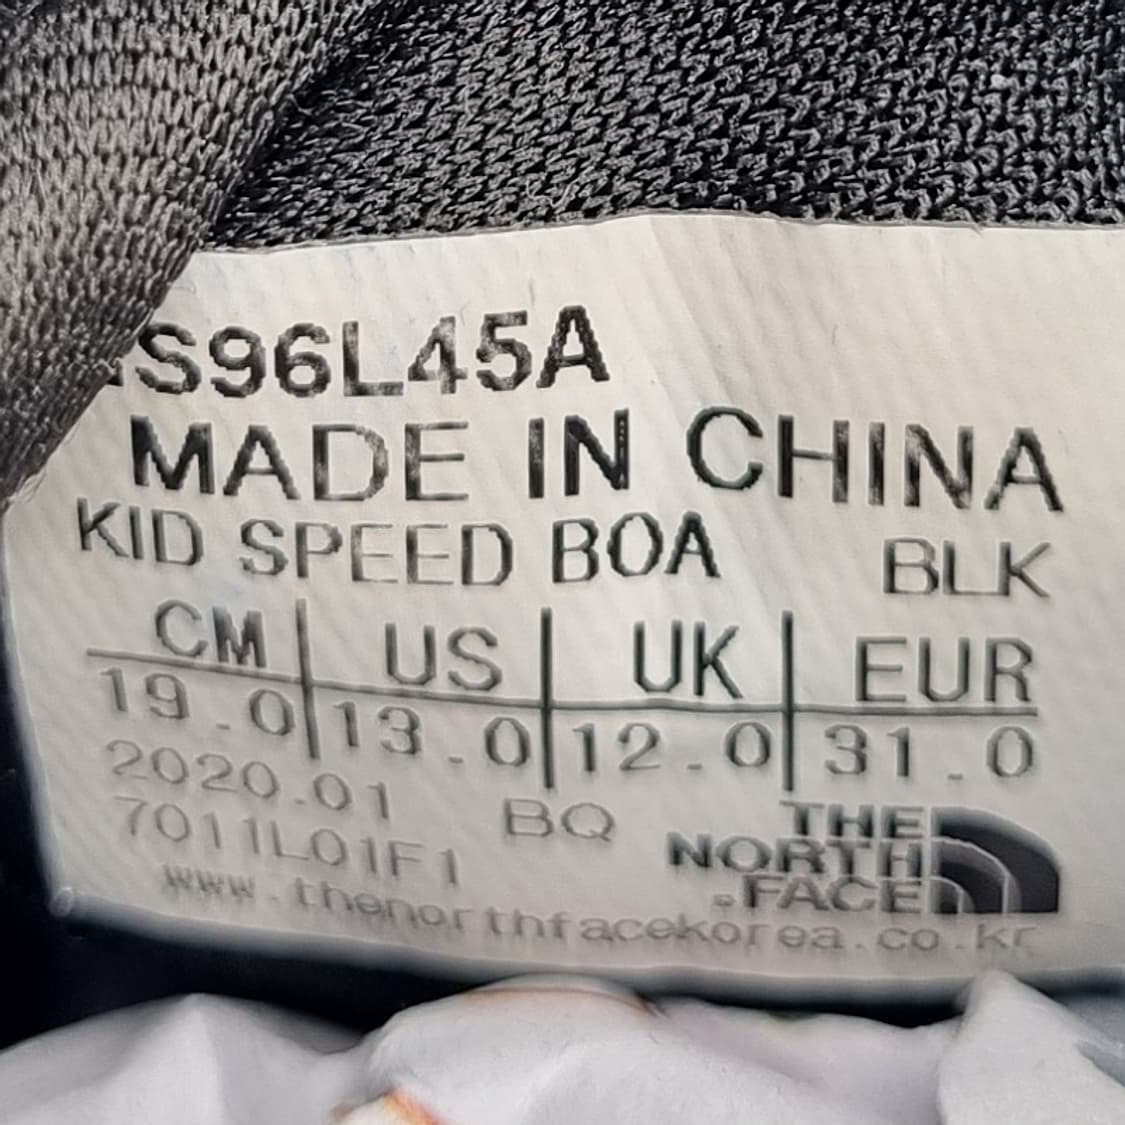 S96L45A
MADE IN CHINA
KID SPEED BOA BLK
CM US UK EUR
19.0 13.0 12.0 31.0
2020.01
7011L01F1 BQ
THE
NORTH
FACE
www.thenorthfacekorea.co.kr